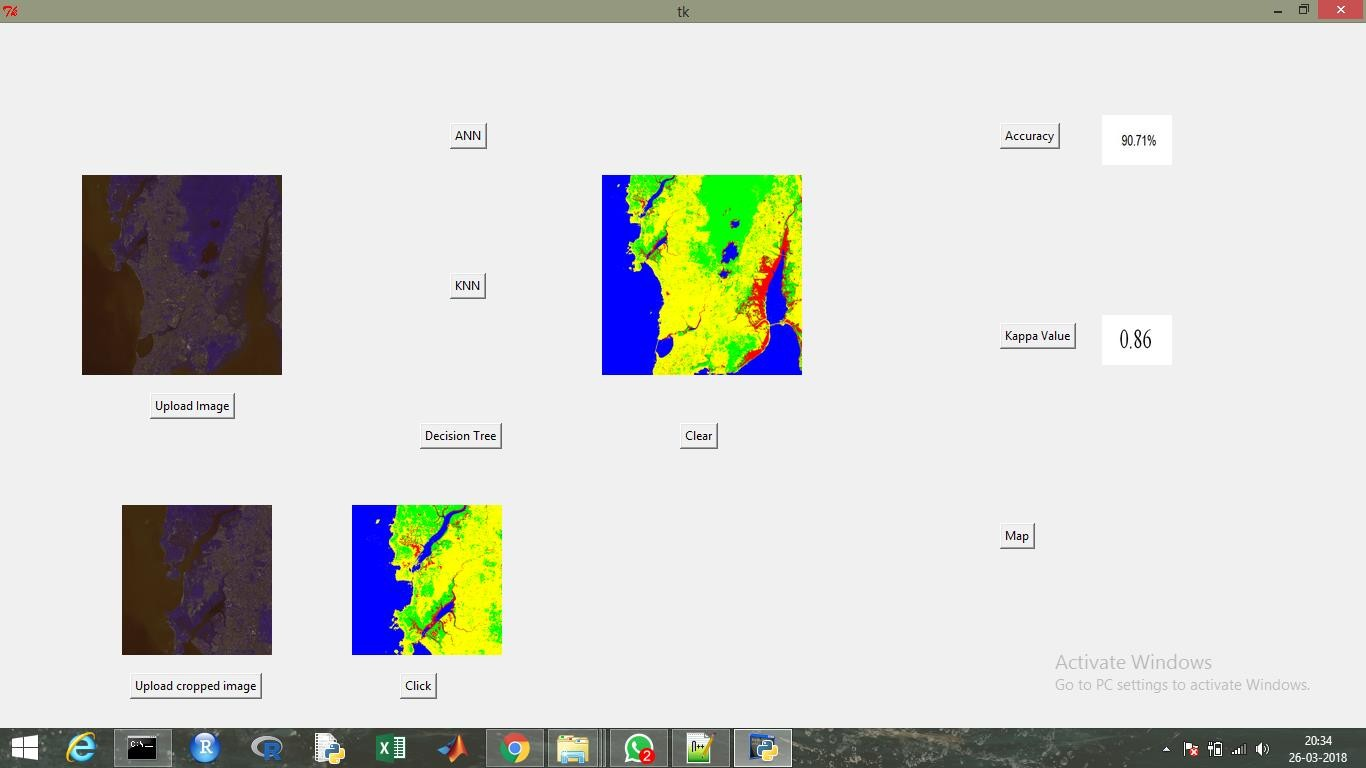 tk
ANN
Accuracy
90.71%
KNN
Kappa Value
0.86
Upload Image
Decision Tree
Clear
Map
Upload cropped image
Click
Activate Windows
Go to PC settings to activate Windows.
C:\.
R
R
2
20:34
26-03-2018